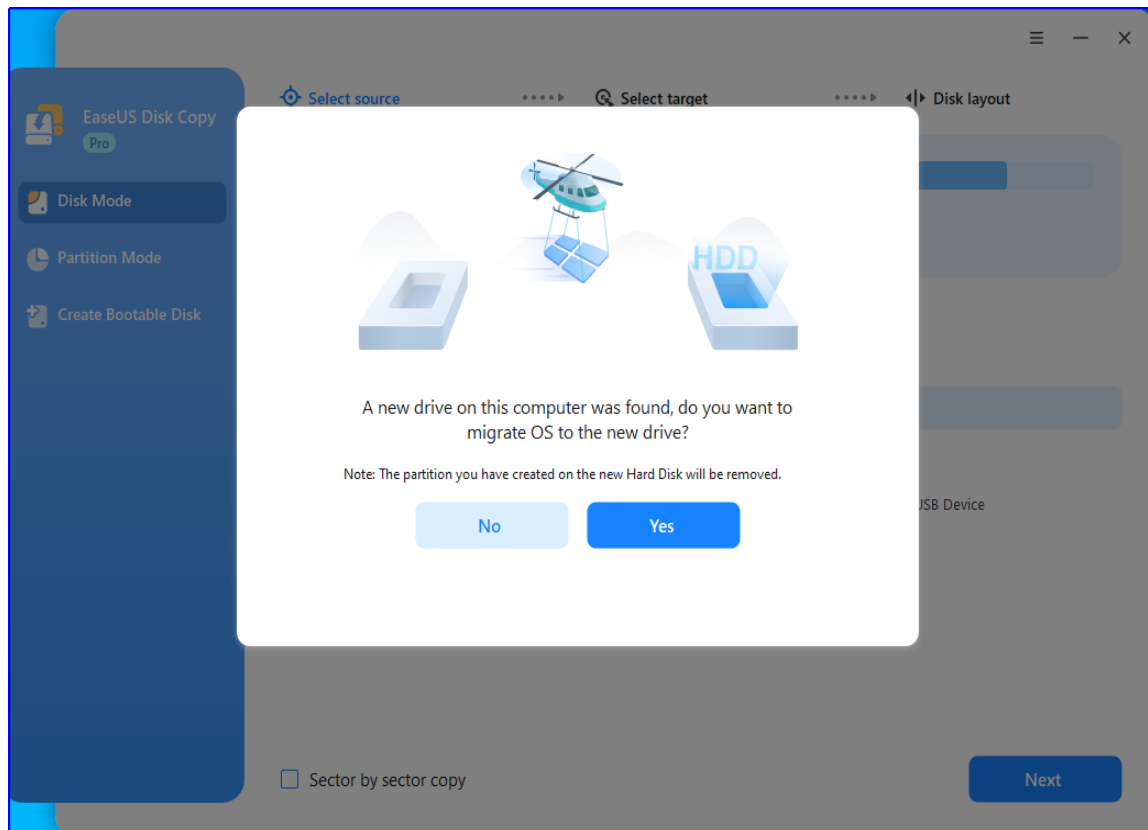 EaseUS Disk Copy
Pro
Disk Mode
Partition Mode
Create Bootable Disk
Select source
Select target
Disk layout
HDD
A new drive on this computer was found, do you want to
migrate OS to the new drive?
Note: The partition you have created on the new Hard Disk will be removed.
No
Yes
USB Device
Sector by sector copy
Next